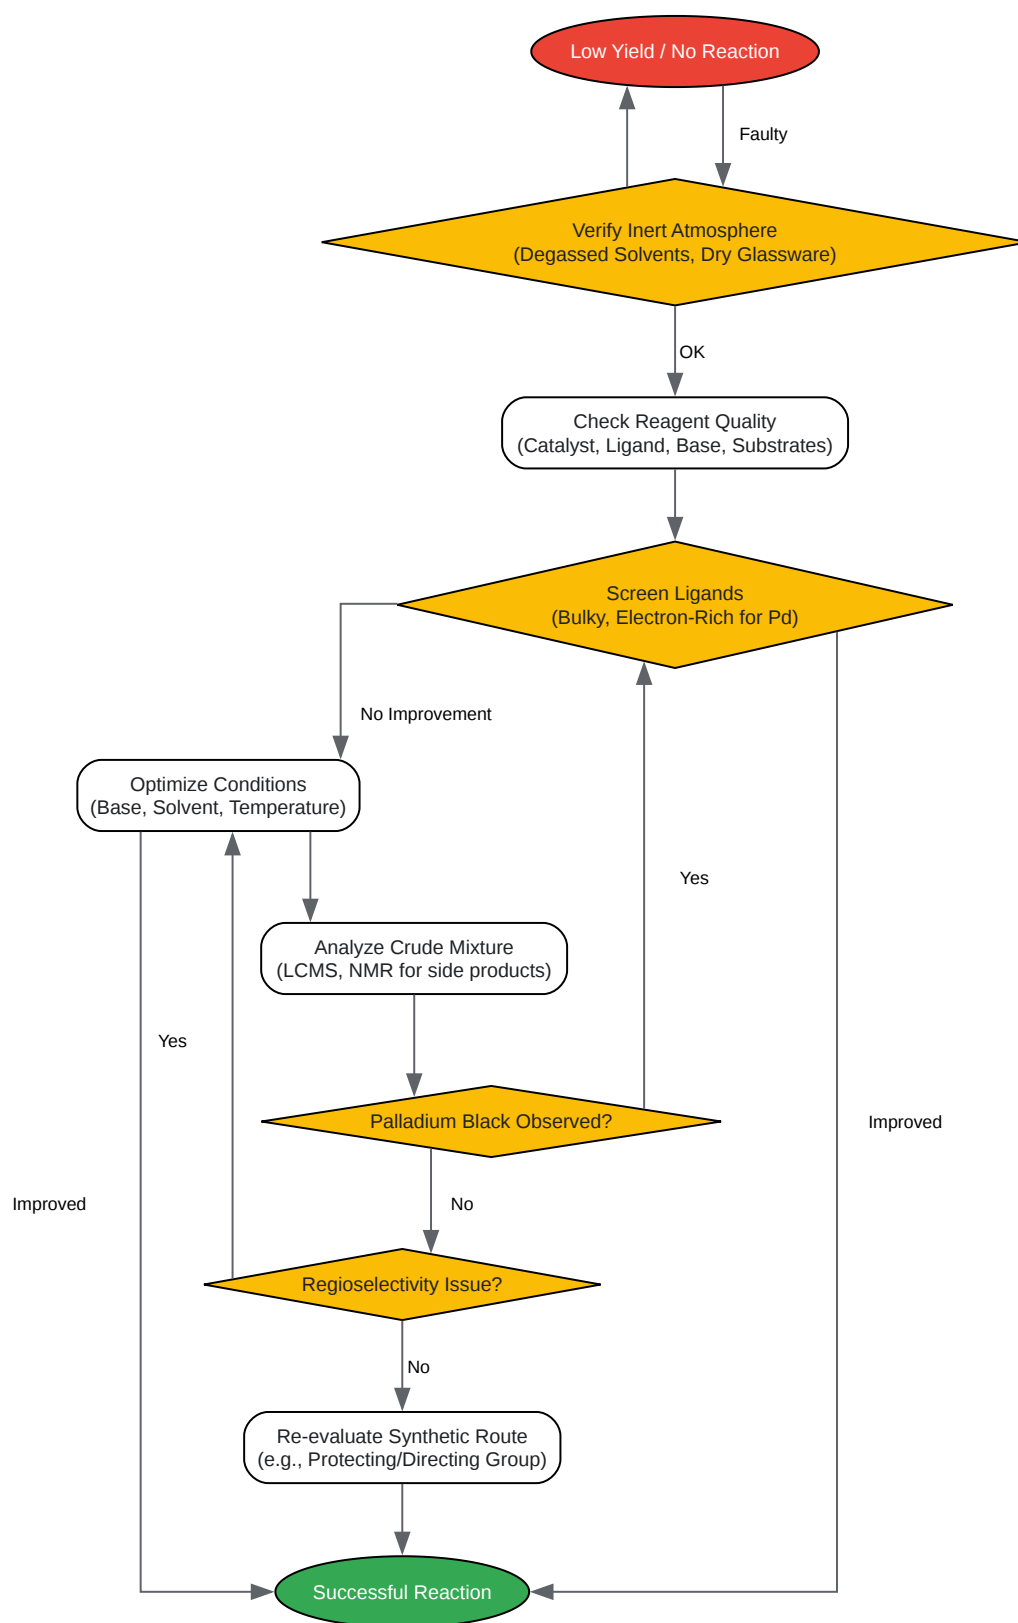 Low Yield / No Reaction
Faulty
Verify Inert Atmosphere
(Degassed Solvents, Dry Glassware)
OK
Check Reagent Quality
(Catalyst, Ligand, Base, Substrates)
Screen Ligands
(Bulky, Electron-Rich for Pd)
No Improvement
Optimize Conditions
(Base, Solvent, Temperature)
Yes
Analyze Crude Mixture
(LCMS, NMR for side products)
Yes
Palladium Black Observed?
Improved
Improved
No
Regioselectivity Issue?
No
Re-evaluate Synthetic Route
(e.g., Protecting/Directing Group)
Successful Reaction